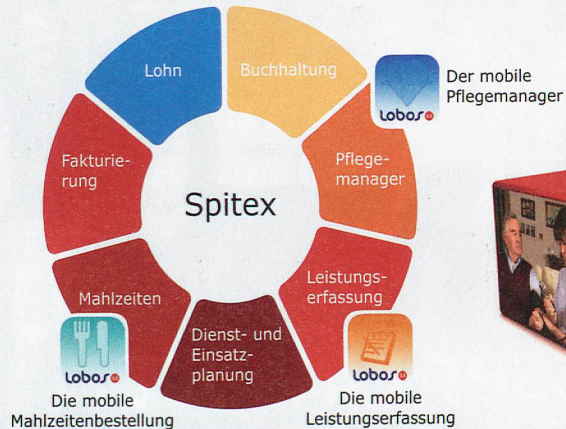 Lohn
Buchhaltung
Lobos
Der mobile
Pflegemanager
Fakturie-
rung
Pflege-
manager
Spitex
Mahlzeiten
Leistungs-
erfassung
Dienst- und
Einsatz-
planung
Lobos
Lobos
Die mobile
Mahlzeitenbestellung
Die mobile
Leistungserfassung